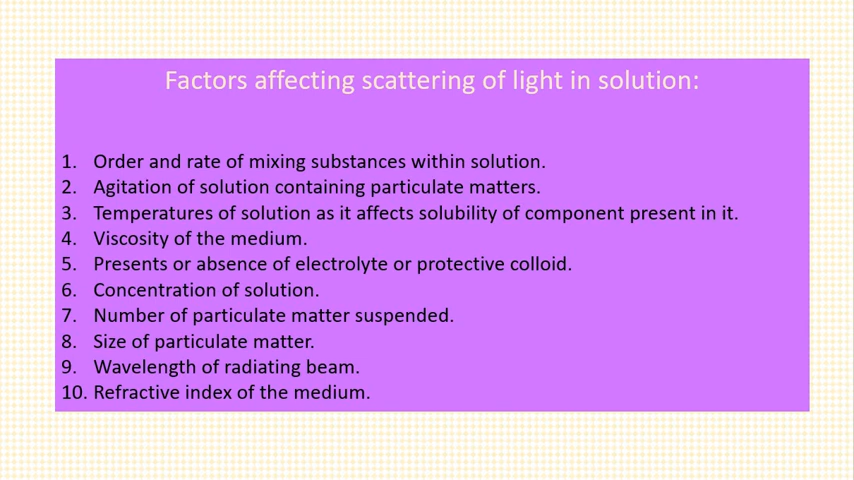 Factors affecting scattering of light in solution:
1. Order and rate of mixing substances within solution.
2. Agitation of solution containing particulate matters.
3. Temperatures of solution as it affects solubility of component present in it.
4. Viscosity of the medium.
5. Presents or absence of electrolyte or protective colloid.
6. Concentration of solution.
7. Number of particulate matter suspended.
8. Size of particulate matter.
9. Wavelength of radiating beam.
10. Refractive index of the medium.